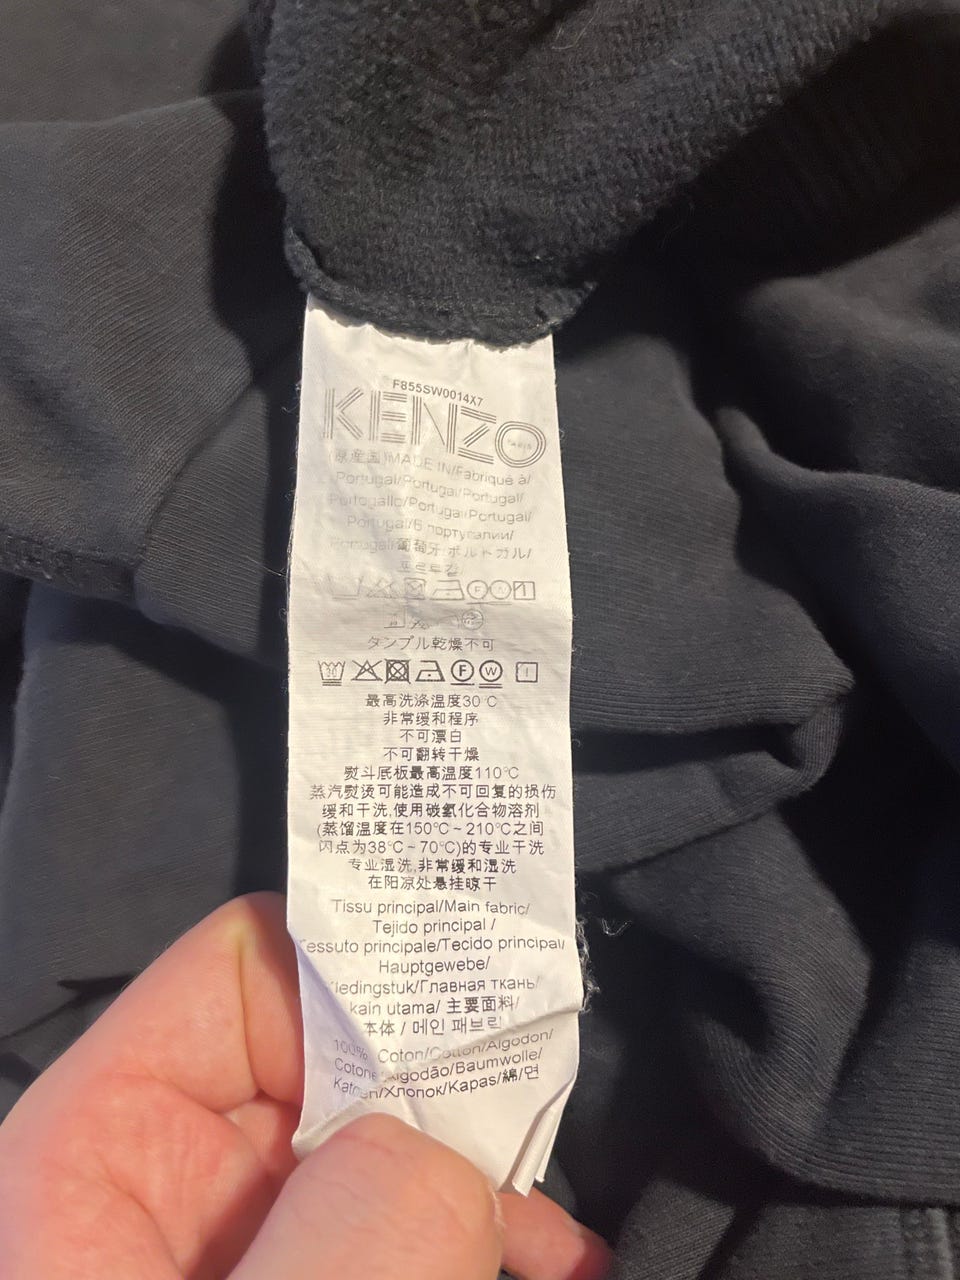 F855SW0014X7
KENZO
PARIS
(原産国)MADE IN/Fabriqué à/
Portugal/Portugal/Portugal/
Portogallo/Portugal/Portugal/
Portugal/В португалии/
Portugal/葡萄牙/ポルトガル/
포르투갈/
タンブル乾燥不可
F W
最高洗涤温度30℃
非常缓和程序
不可漂白
不可翻转干燥
熨斗底板最高温度110℃
蒸汽熨烫可能造成不可回复的损伤
缓和干洗,使用碳氢化合物溶剂
(蒸馏温度在150℃~210℃之间
闪点为38℃~70℃)的专业干洗
专业湿洗,非常缓和湿洗
在阳凉处悬挂晾干
Tissu principal/Main fabric/
Tejido principal /
Tessuto principale/Tecido principal/
Hauptgewebe/
Kledingstuk/Главная ткань/
kain utama/ 主要面料/
本体 / 메인 패브릭
100% Coton/Cotton/Algodon/
Cotone/Algodão/Baumwolle/
Katoen/Хлопок/Kapas/綿/면